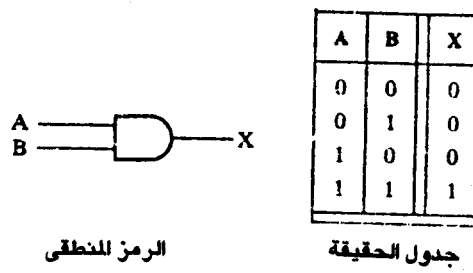 A B X
0 0 0
0 1 0
1 0 0
1 1 1
A
B
X
الرمز المنطقى
جدول الحقيقة